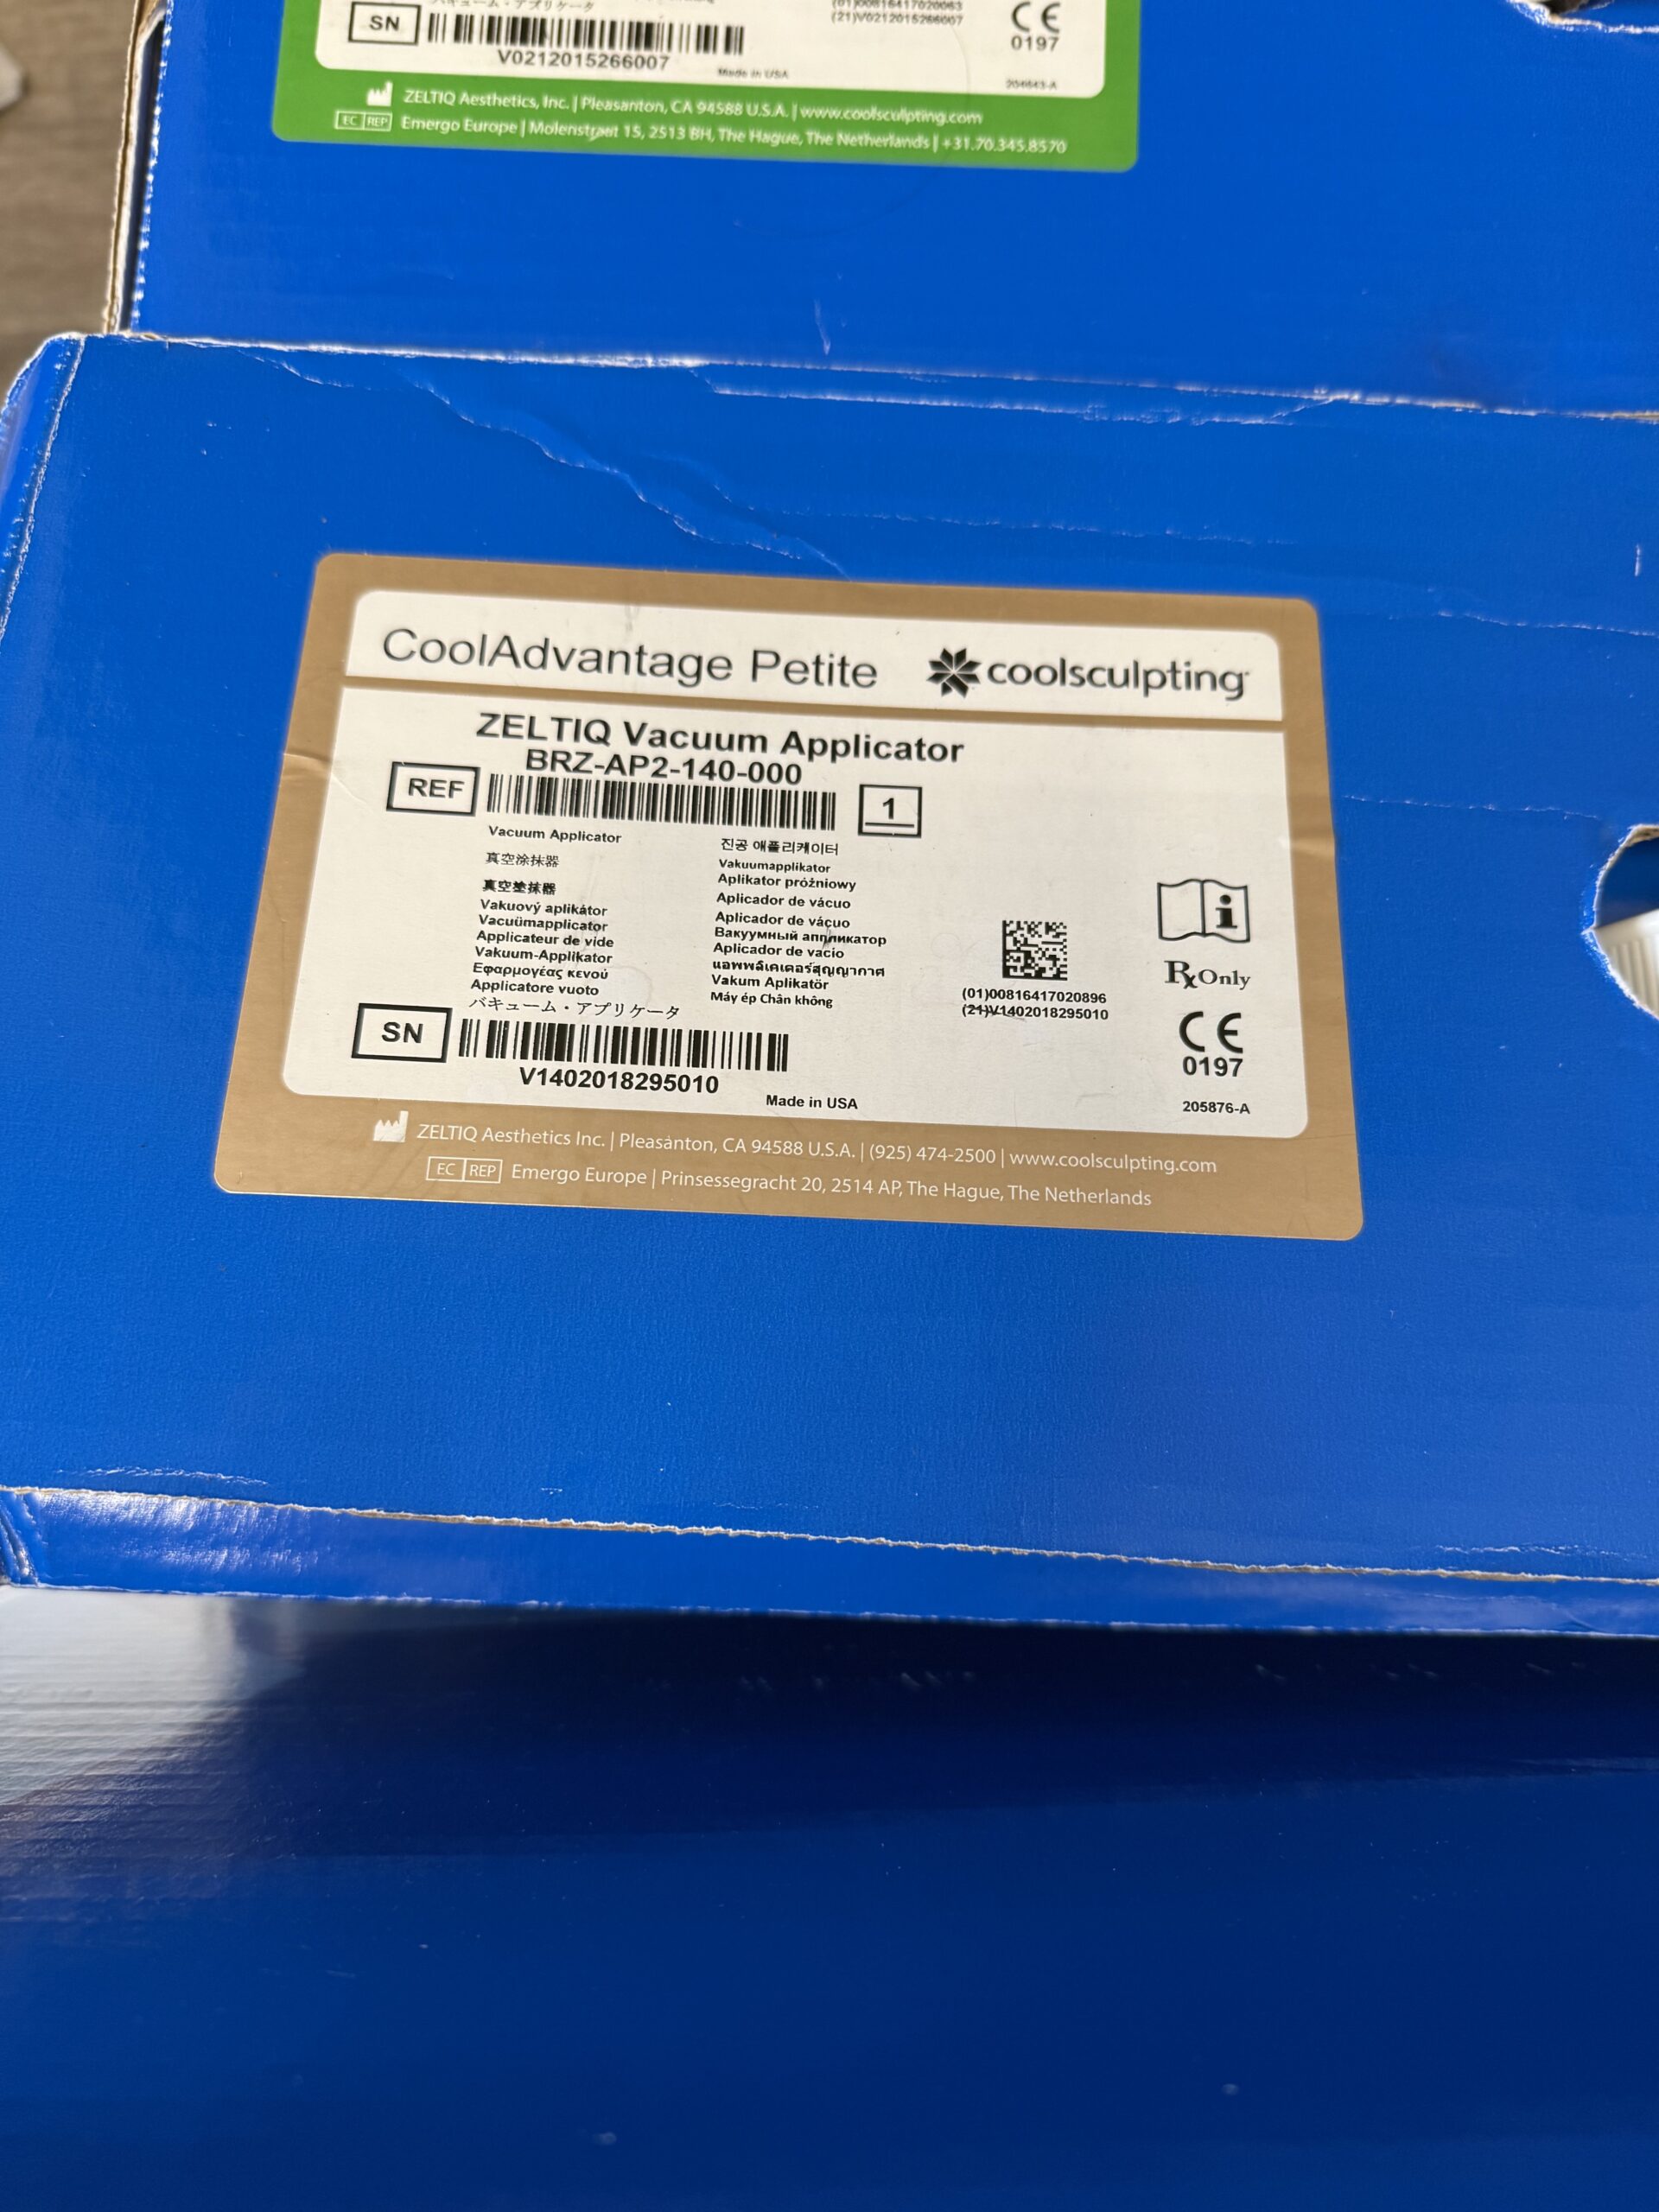 (21)V0212015266007
SN
V0212015266007
Made in USA
CE
0197
204643-A
ZELTIQ Aesthetics, Inc. | Pleasanton, CA 94588 U.S.A. | www.coolsculpting.com
EC REP Emergo Europe | Molenstraat 15, 2513 BH, The Hague, The Netherlands | +31.70.345.8570
CoolAdvantage Petite
coolsculpting
ZELTIQ Vacuum Applicator
BRZ-AP2-140-000
REF
1
Vacuum Applicator
真空涂抹器
真空塗抹器
Vakuový aplikátor
Vacuümapplicator
Applicateur de vide
Vakuum-Applikator
Εφαρμογέας κενού
Applicatore vuoto
バキューム・アプリケータ
진공 애플리케이터
Vakuumapplikator
Aplikator próżniowy
Aplicador de vácuo
Aplicador de vácuo
Вакуумный аппликатор
Aplicador de vacío
แอพพลิเคเตอร์สุญญากาศ
Vakum Aplikatör
Máy ép Chân không
(01)00816417020896
(21)V1402018295010
Rx Only
CE
0197
205876-A
SN
V1402018295010
Made in USA
ZELTIQ Aesthetics Inc. | Pleasanton, CA 94588 U.S.A. | (925) 474-2500 | www.coolsculpting.com
EC REP Emergo Europe | Prinsessegracht 20, 2514 AP, The Hague, The Netherlands